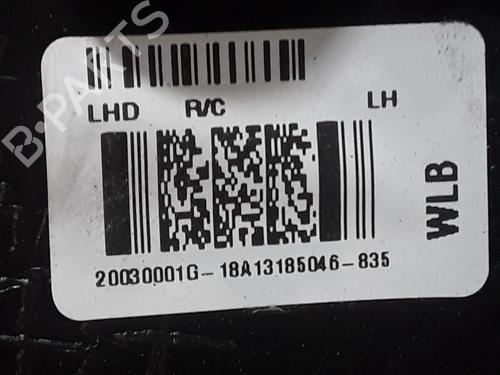 B-PARTS
LHD R/C LH
WLB
20030001G-18A13185046-835